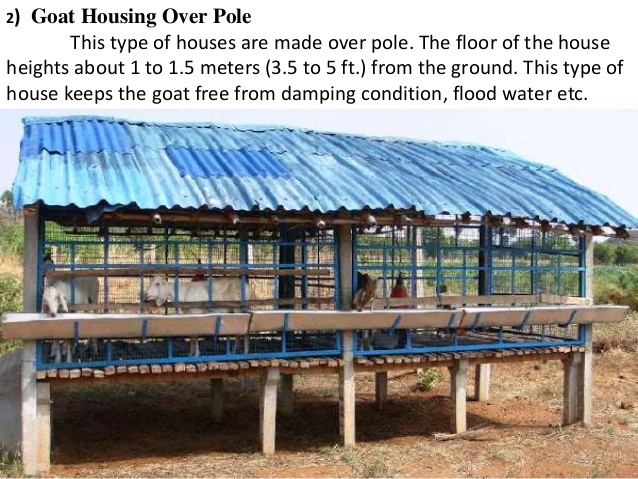 2) Goat Housing Over Pole
This type of houses are made over pole. The floor of the house
heights about 1 to 1.5 meters (3.5 to 5 ft.) from the ground. This type of
house keeps the goat free from damping condition, flood water etc.